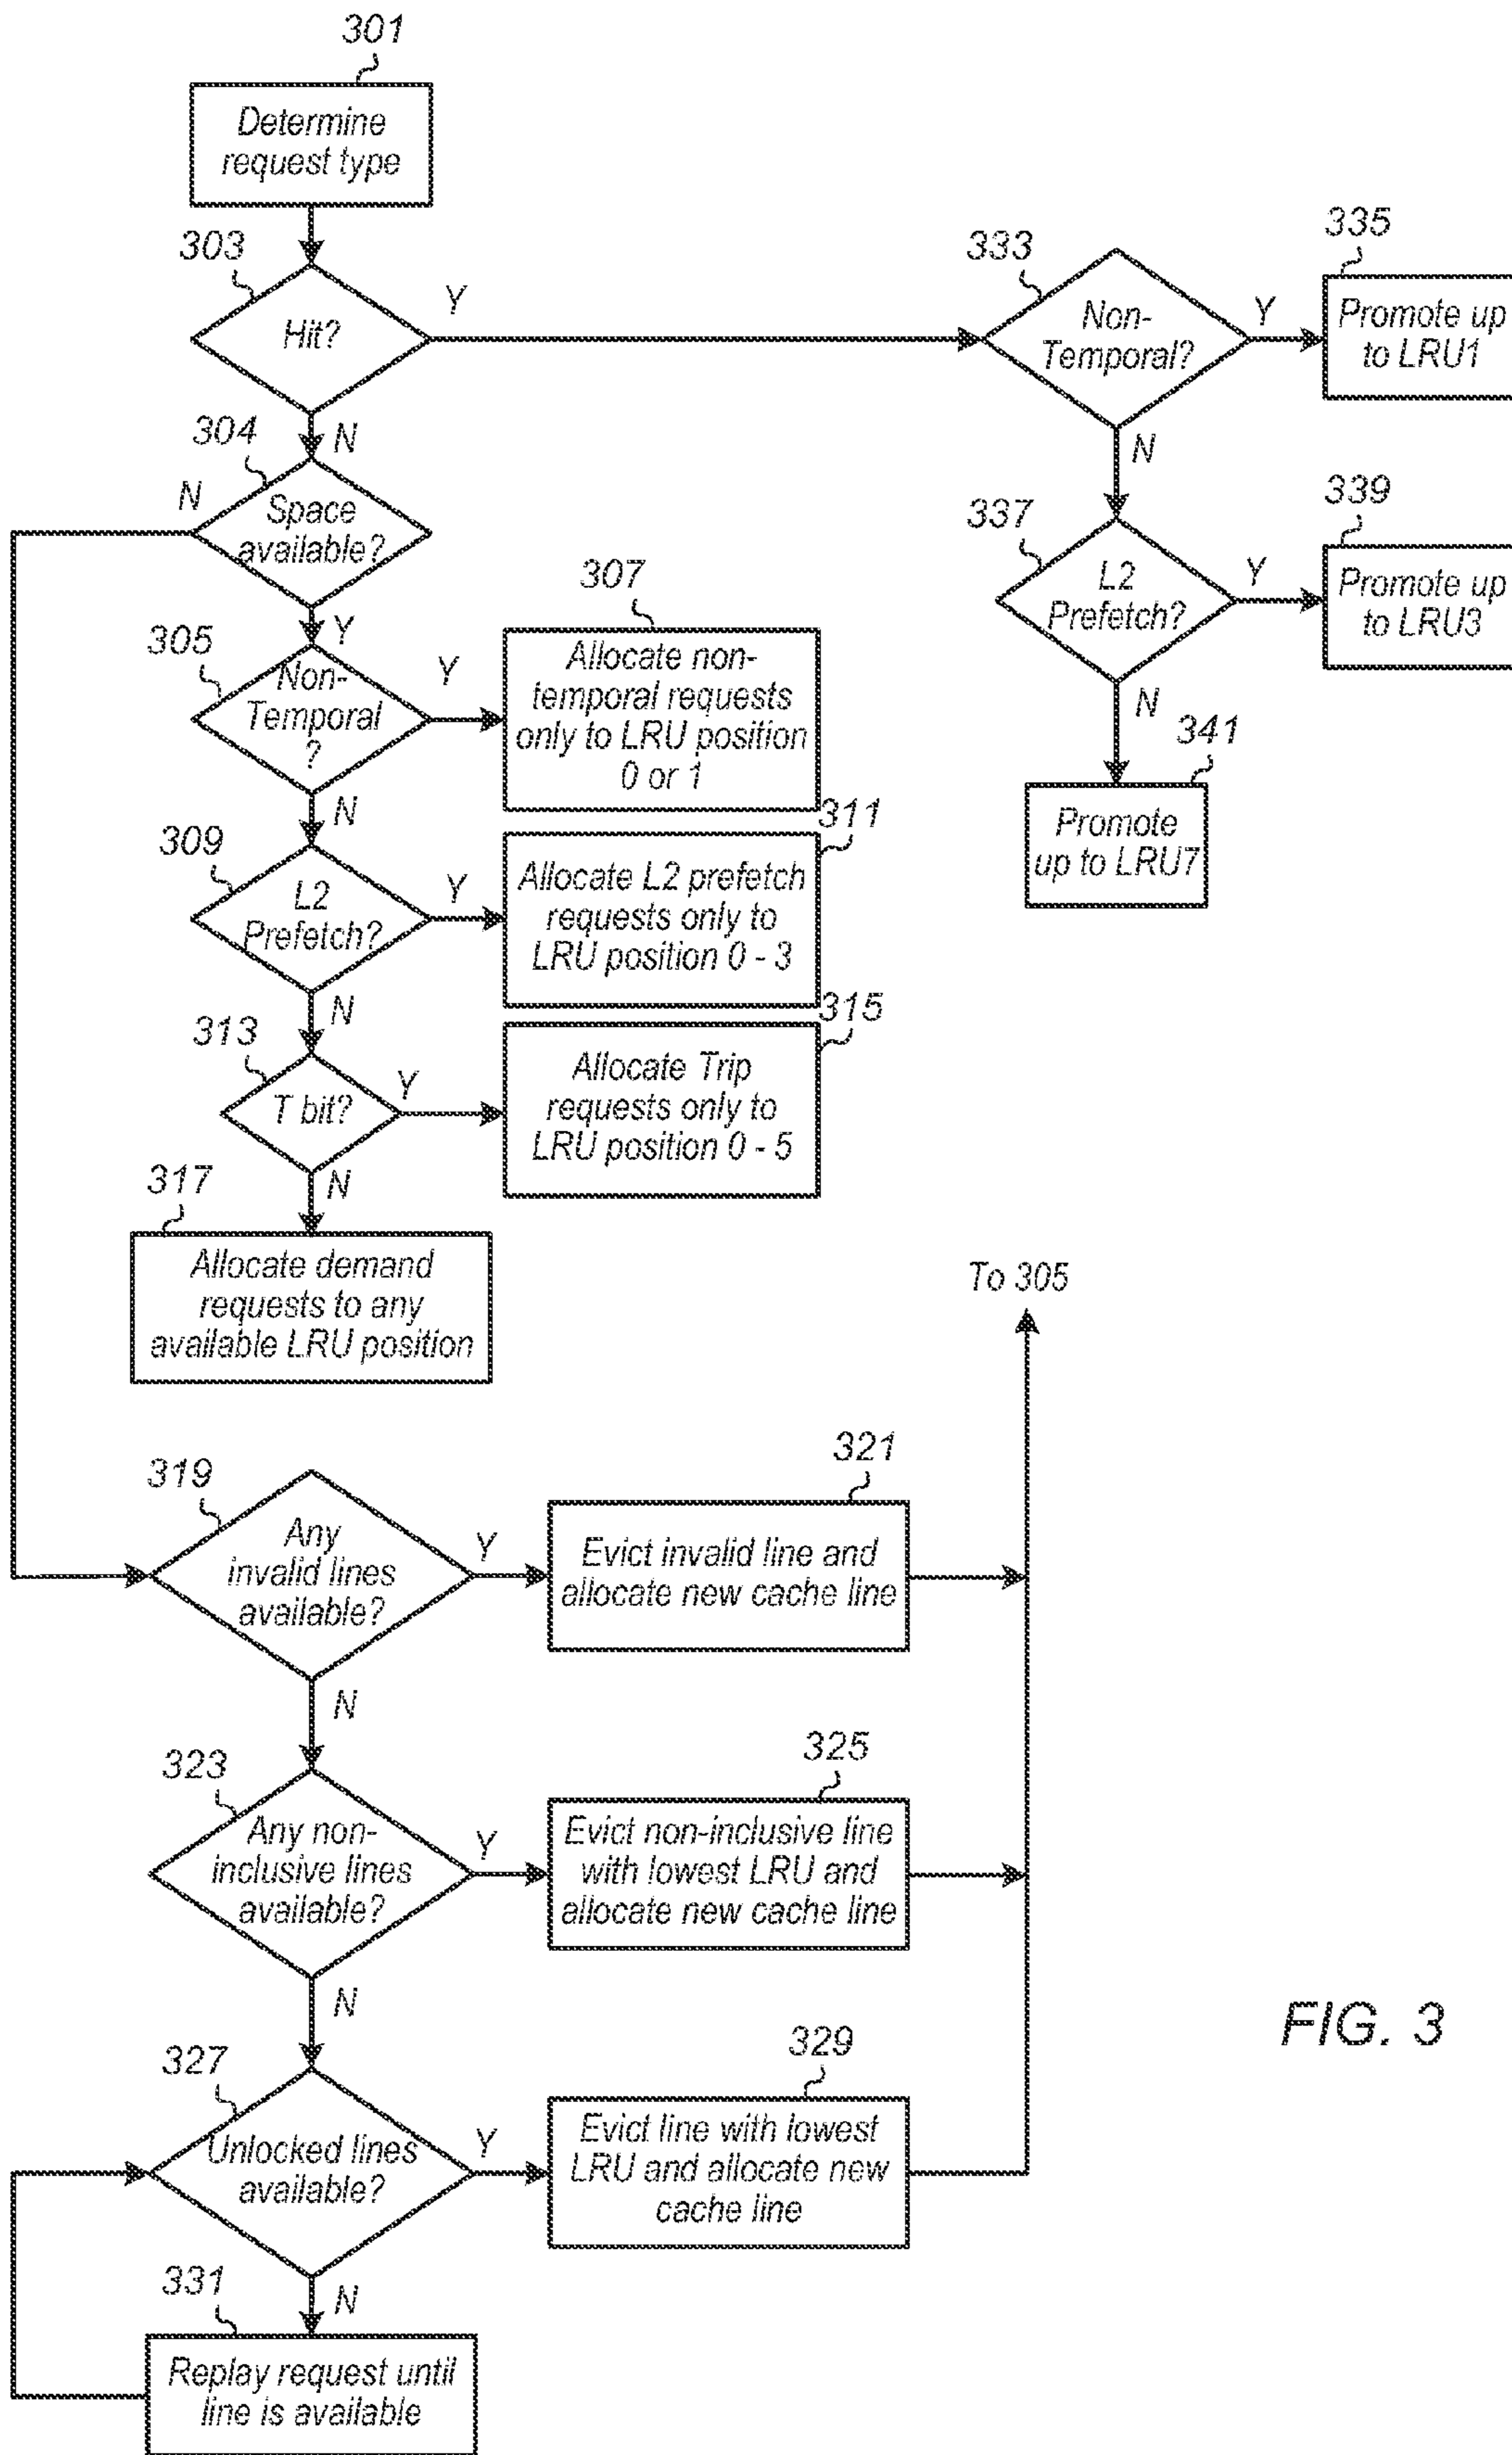 301
Determine
request type
303
Hit?
Y
N
333
Non-
Temporal?
Y
N
335
Promote up
to LRU1
304
Space
available?
N
Y
337
L2
Prefetch?
Y
N
339
Promote up
to LRU3
305
Non-
Temporal
?
Y
N
307
Allocate non-
temporal requests
only to LRU position
0 or 1
341
Promote
up to LRU7
309
L2
Prefetch?
Y
N
311
Allocate L2 prefetch
requests only to
LRU position 0 - 3
313
T bit?
Y
N
315
Allocate Trip
requests only to
LRU position 0 - 5
317
Allocate demand
requests to any
available LRU position
To 305
319
Any
invalid lines
available?
Y
N
321
Evict invalid line and
allocate new cache line
323
Any non-
inclusive lines
available?
Y
N
325
Evict non-inclusive line
with lowest LRU and
allocate new cache line
327
Unlocked lines
available?
Y
N
329
Evict line with lowest
LRU and allocate new
cache line
331
Replay request until
line is available
FIG. 3